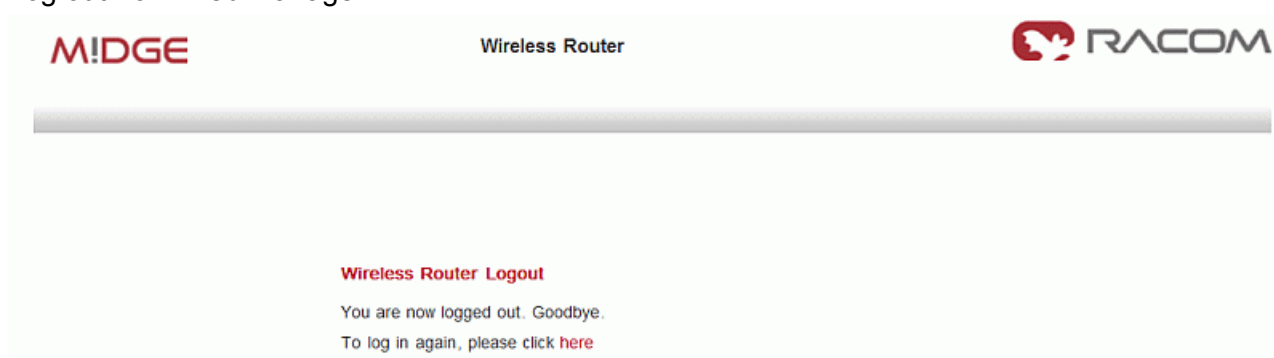 M!DGE
Wireless Router
RACOM
Wireless Router Logout
You are now logged out. Goodbye.
To log in again, please click here